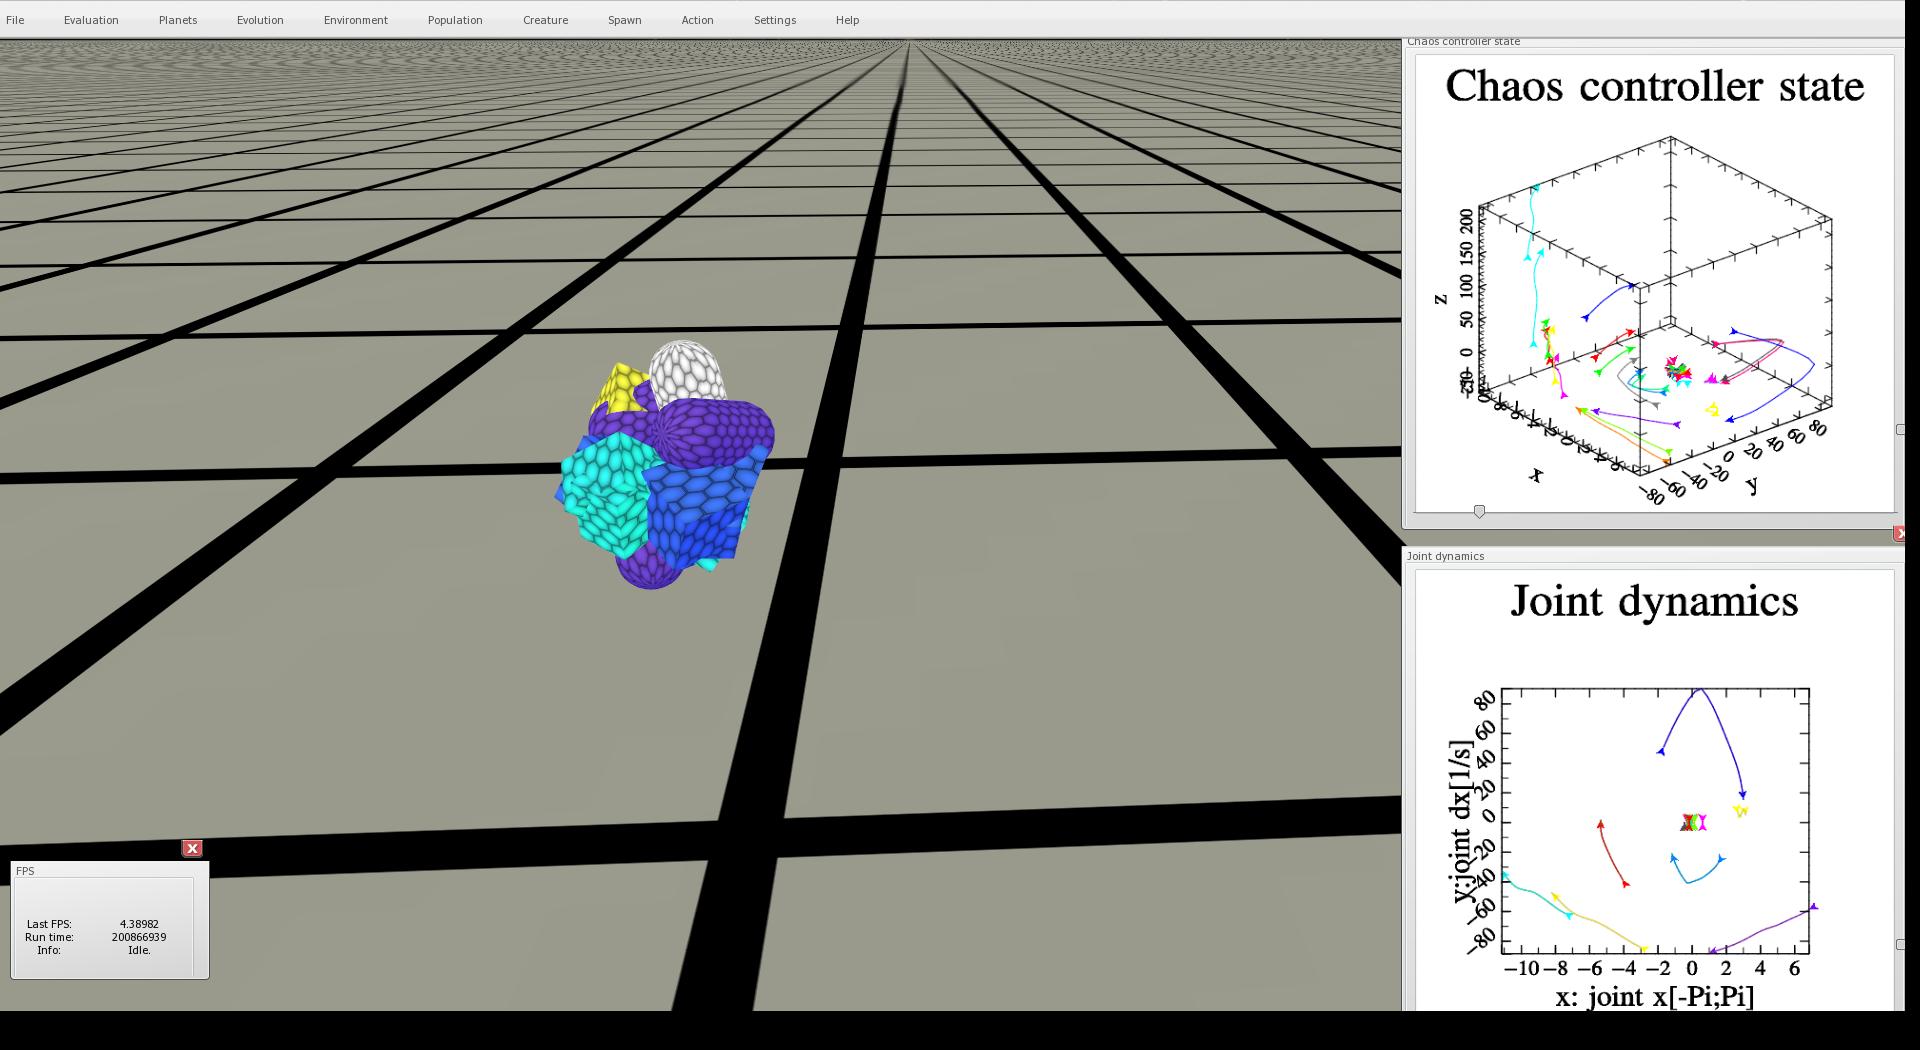 File Evaluation Planets Evolution Environment Population Creature Spawn Action Settings Help
Chaos controller state
Chaos controller state
200
150
100
50
0
z
x
-80 -60 -40 -20 0 20 40 60 80
y
Joint dynamics
Joint dynamics
80
60
40
20
0
-20
-40
-60
-80
y:joint dx[1/s]
-10 -8 -6 -4 -2 0 2 4 6
x: joint x[-Pi;Pi]
FPS
Last FPS: 4.38982
Run time: 200866939
Info: Idle.